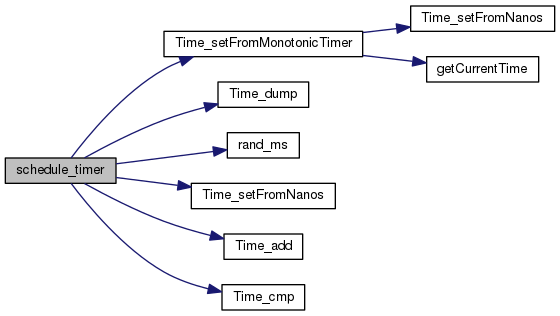 Time_setFromNanos
Time_setFromMonotonicTimer
getCurrentTime
Time_dump
rand_ms
schedule_timer
Time_setFromNanos
Time_add
Time_cmp